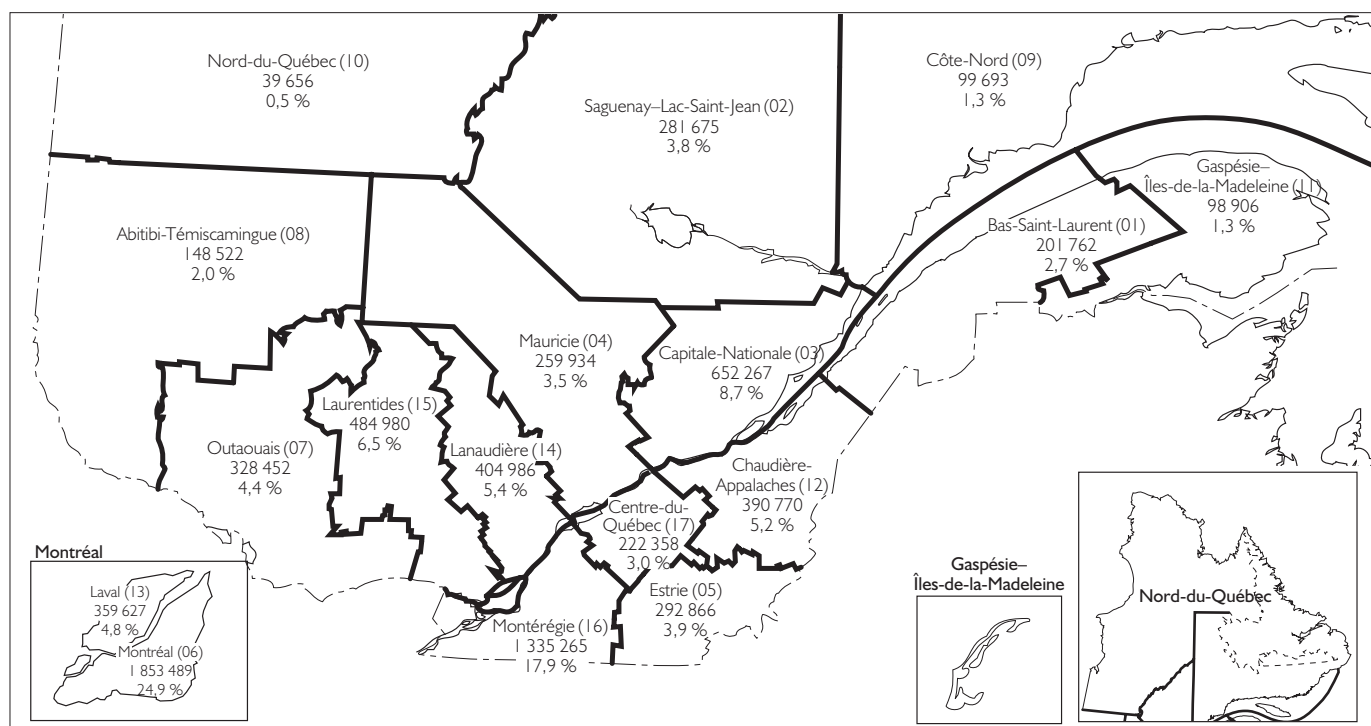 Nord-du-Québec (10)
39 656
0,5 %
Saguenay–Lac-Saint-Jean (02)
281 675
3,8 %
Côte-Nord (09)
99 693
1,3 %
Gaspésie–
Îles-de-la-Madeleine (11)
98 906
1,3 %
Bas-Saint-Laurent (01)
201 762
2,7 %
Abitibi-Témiscamingue (08)
148 522
2,0 %
Mauricie (04)
259 934
3,5 %
Capitale-Nationale (03)
652 267
8,7 %
Laurentides (15)
484 980
6,5 %
Outaouais (07)
328 452
4,4 %
Lanaudière (14)
404 986
5,4 %
Chaudière-
Appalaches (12)
390 770
5,2 %
Centre-du-
Québec (17)
222 358
3,0 %
Estrie (05)
292 866
3,9 %
Montérégie (16)
1 335 265
17,9 %
Montréal
Laval (13)
359 627
4,8 %
Montréal (06)
1 853 489
24,9 %
Gaspésie–
Îles-de-la-Madeleine
Nord-du-Québec